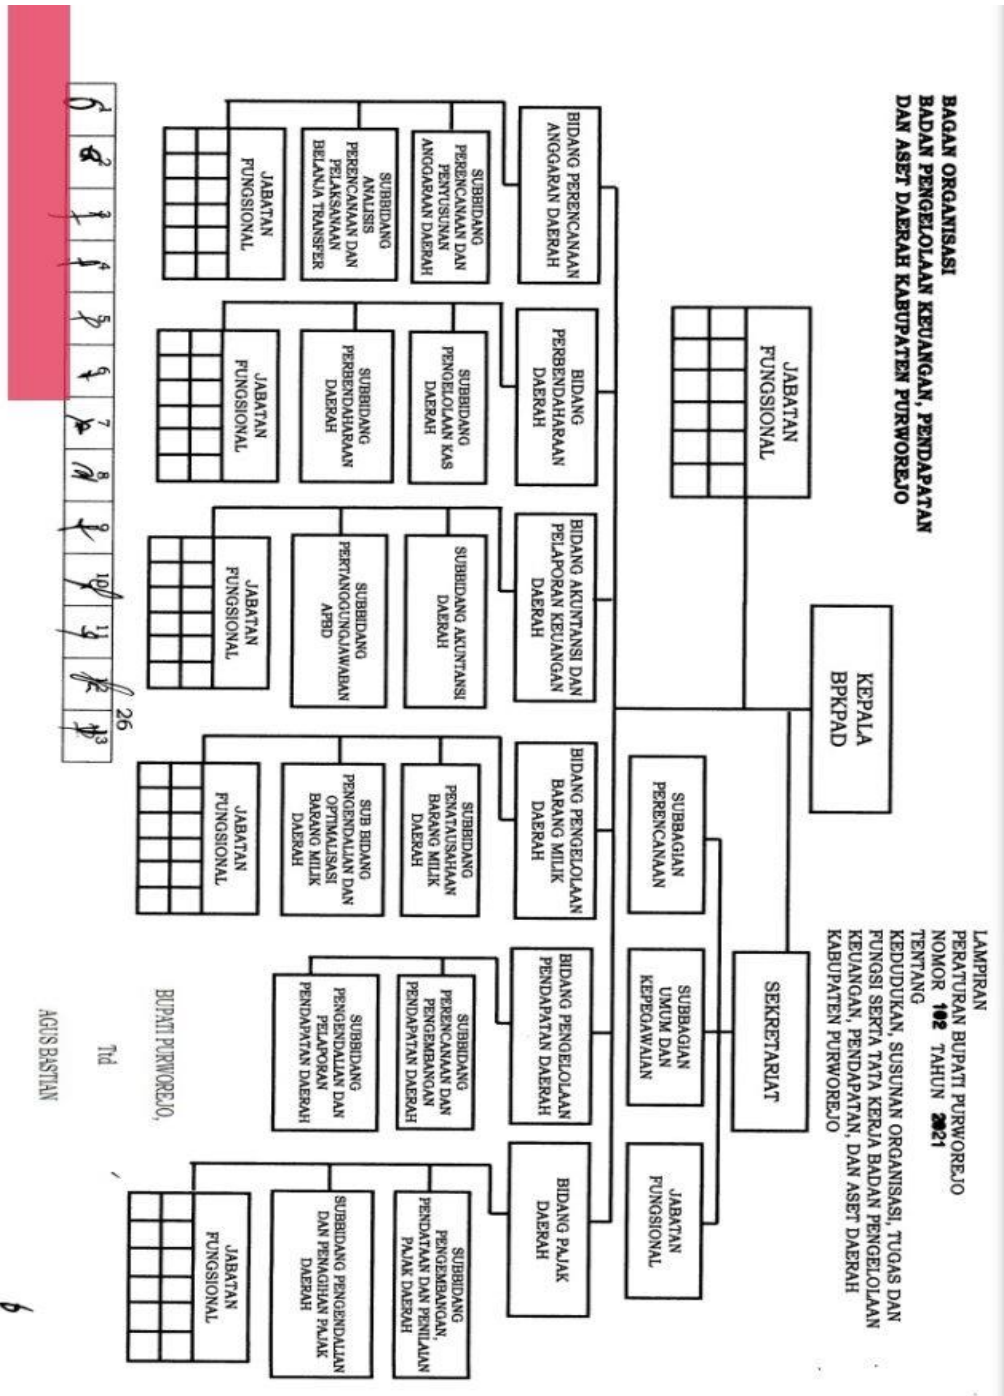 BAGAN ORGANISASI
BADAN PENGELOLAAN KEUANGAN, PENDAPATAN
DAN ASET DAERAH KABUPATEN PURWOREJO
LAMPIRAN
PERATURAN BUPATI PURWOREJO
NOMOR 102 TAHUN 2021
TENTANG
KEDUDUKAN, SUSUNAN ORGANISASI, TUGAS DAN
FUNGSI SERTA TATA KERJA BADAN PENGELOLAAN
KEUANGAN, PENDAPATAN, DAN ASET DAERAH
KABUPATEN PURWOREJO
KEPALA
BPKPAD
JABATAN
FUNGSIONAL
SEKRETARIAT
SUBBAGIAN
PERENCANAAN
SUBBAGIAN
UMUM DAN
KEPEGAWAIAN
JABATAN
FUNGSIONAL
BIDANG PERENCANAAN
ANGGARAN DAERAH
SUBBIDANG
PERENCANAAN DAN
PENYUSUNAN
ANGGARAAN DAERAH
SUBBIDANG
ANALISIS
PERENCANAAN DAN
PELAKSANAAN
BELANJA TRANSFER
JABATAN
FUNGSIONAL
BIDANG
PERBENDAHARAAN
DAERAH
SUBBIDANG
PENGELOLAAN KAS
DAERAH
SUBBIDANG
PERBENDAHARAAN
DAERAH
JABATAN
FUNGSIONAL
BIDANG AKUNTANSI DAN
PELAPORAN KEUANGAN
DAERAH
SUBBIDANG AKUNTANSI
DAERAH
SUBBIDANG
PERTANGGUNGJAWABAN
APBD
JABATAN
FUNGSIONAL
BIDANG PENGELOLAAN
BARANG MILIK
DAERAH
SUBBIDANG
PENATAUSAHAAN
BARANG MILIK
DAERAH
SUB BIDANG
PENGENDALIAN DAN
OPTIMALISASI
BARANG MILIK
DAERAH
JABATAN
FUNGSIONAL
BIDANG PENGELOLAAN
PENDAPATAN DAERAH
SUBBIDANG
PERENCANAAN DAN
PENGEMBANGAN
PENDAPATAN DAERAH
SUBBIDANG
PENGENDALIAN DAN
PELAPORAN
PENDAPATAN DAERAH
BIDANG PAJAK
DAERAH
SUBBIDANG
PENGEMBANGAN,
PENDATAAN DAN PENILAIAN
PAJAK DAERAH
SUBBIDANG PENGENDALIAN
DAN PENAGIHAN PAJAK
DAERAH
JABATAN
FUNGSIONAL
BUPATI PURWOREJO,
Ttd
AGUS BASTIAN
26
1 2 3 4 5 6 7 8 9 10 11 12 13